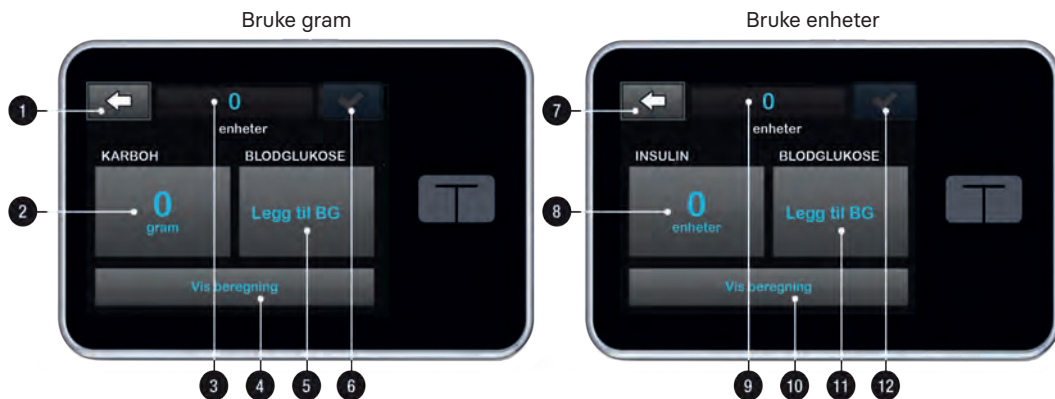 Bruke gram
Bruke enheter
1
0
enheter
KARBOH
BLODGLUKOSE
2
0
gram
Legg til BG
Vis beregning
3
4
5
6
7
0
enheter
INSULIN
BLODGLUKOSE
8
0
enheter
Legg til BG
Vis beregning
9
10
11
12